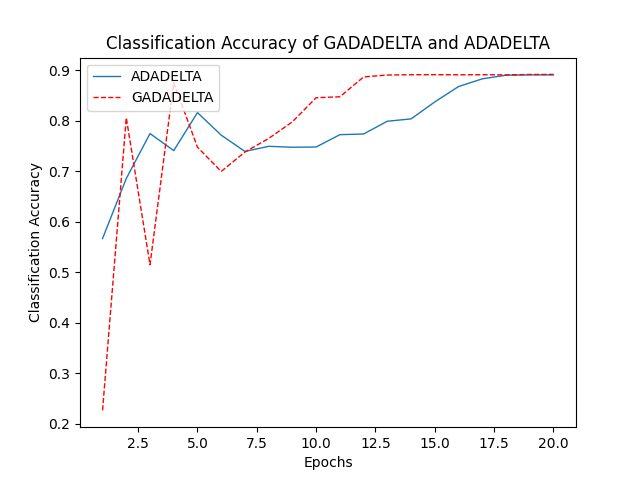 Classification Accuracy of GADADELTA and ADADELTA
ADADELTA
GADADELTA
0.9
0.8
0.7
0.6
0.5
0.4
0.3
0.2
Classification Accuracy
2.5 5.0 7.5 10.0 12.5 15.0 17.5 20.0
Epochs